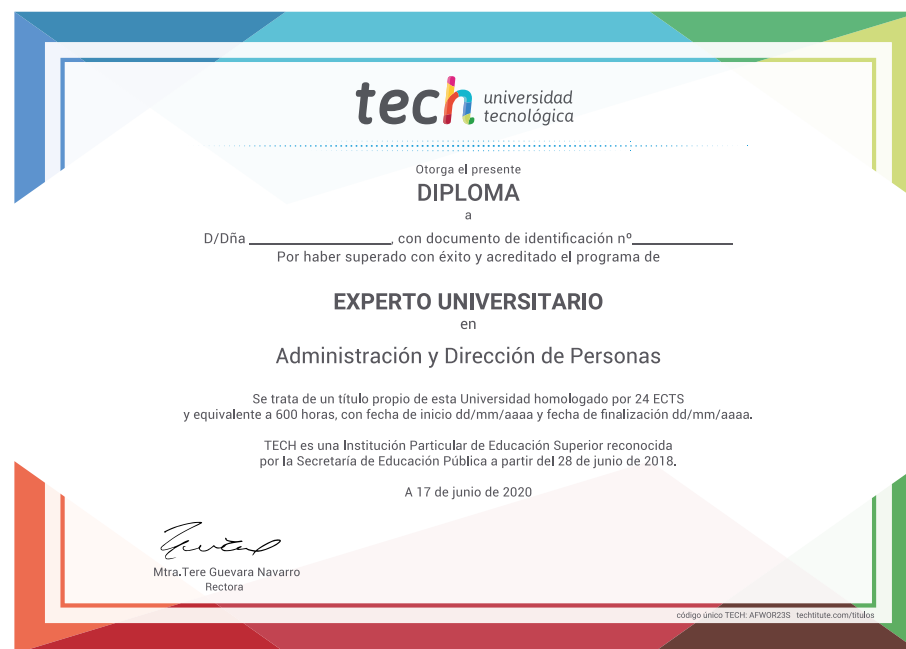 tech universidad
tecnológica
Otorga el presente
DIPLOMA
a
D/Dña ____________, con documento de identificación nº____________
Por haber superado con éxito y acreditado el programa de
EXPERTO UNIVERSITARIO
en
Administración y Dirección de Personas
Se trata de un título propio de esta Universidad homologado por 24 ECTS
y equivalente a 600 horas, con fecha de inicio dd/mm/aaaa y fecha de finalización dd/mm/aaaa.
TECH es una Institución Particular de Educación Superior reconocida
por la Secretaría de Educación Pública a partir del 28 de junio de 2018.
A 17 de junio de 2020
Mtra.Tere Guevara Navarro
Rectora
código único TECH: AFWOR23S techtitute.com/titulos